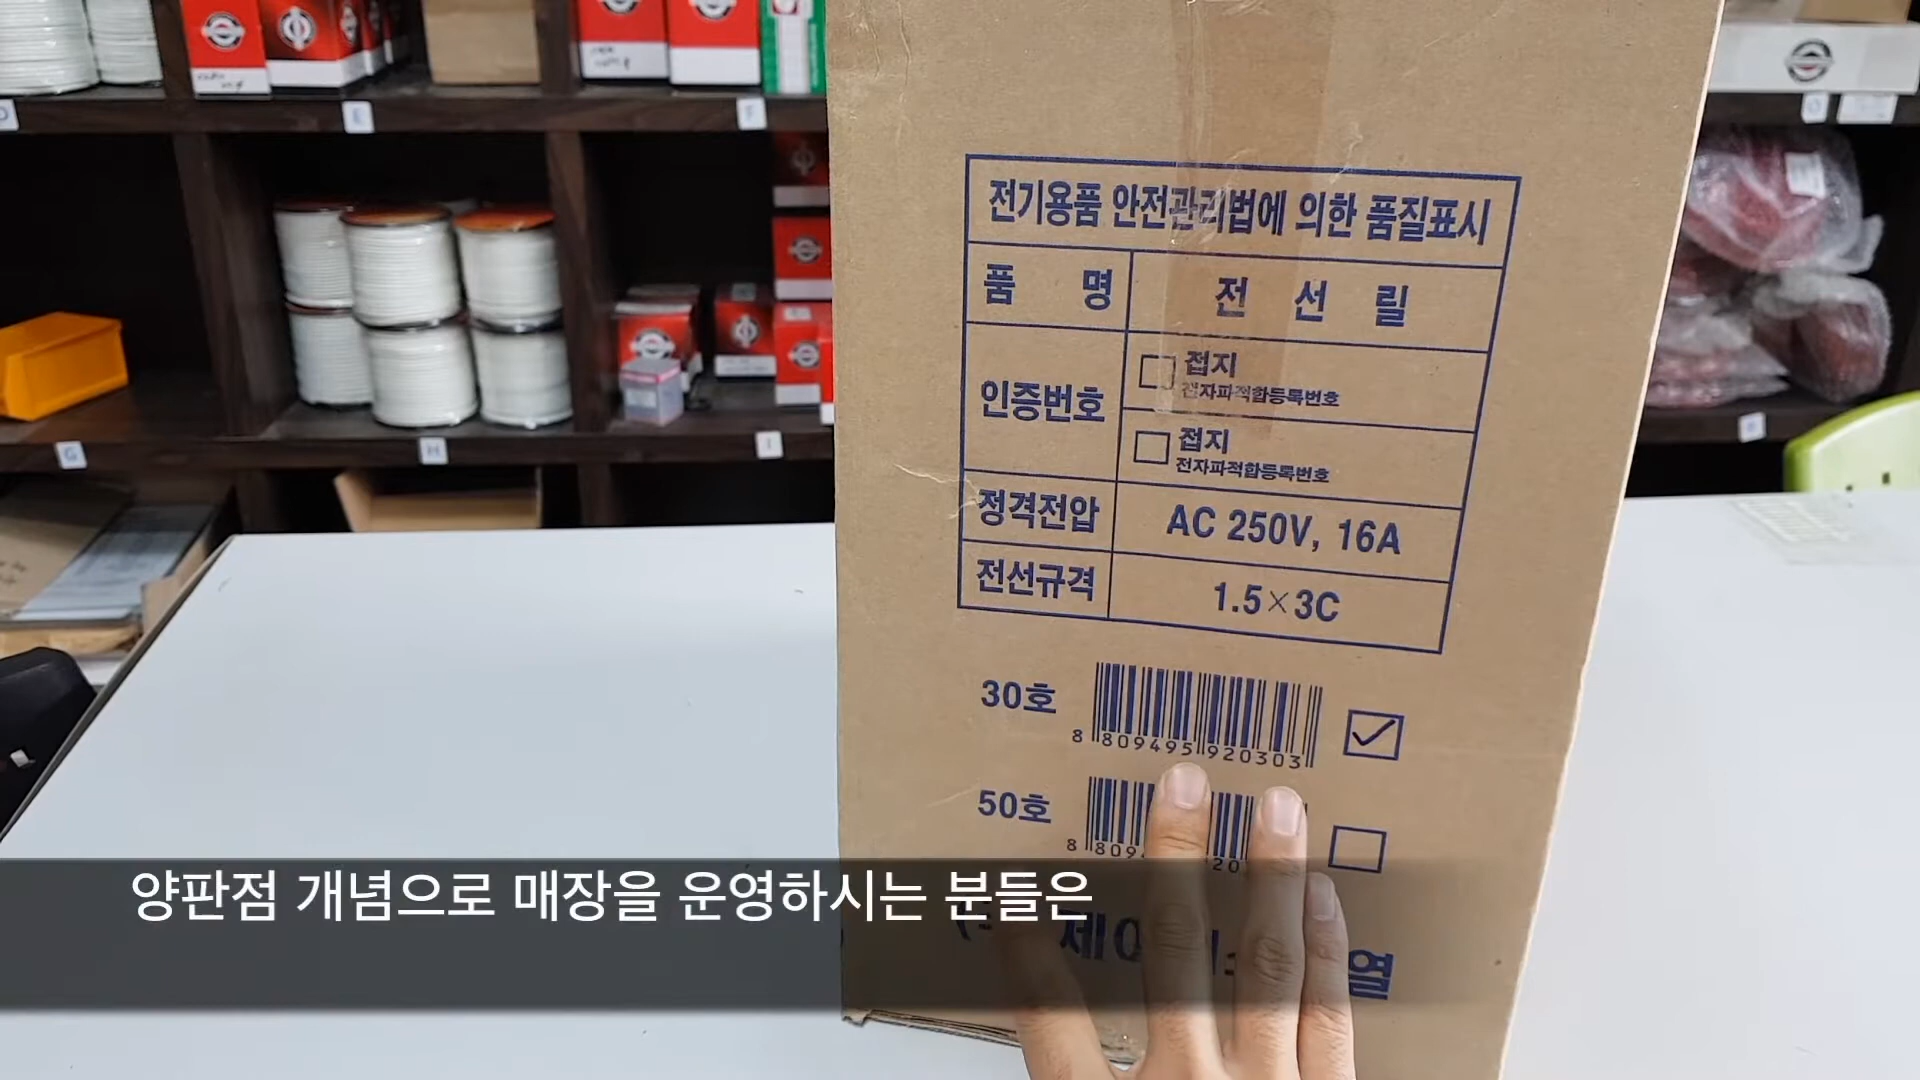 E
F
G
H
I
전기용품 안전관리법에 의한 품질표시
품 명 전 선 릴
인증번호
접지
전자파적합등록번호
접지
전자파적합등록번호
정격전압 AC 250V, 16A
전선규격 1.5×3C
30호
8 809495 920303
50호
양판점 개념으로 매장을 운영하시는 분들은